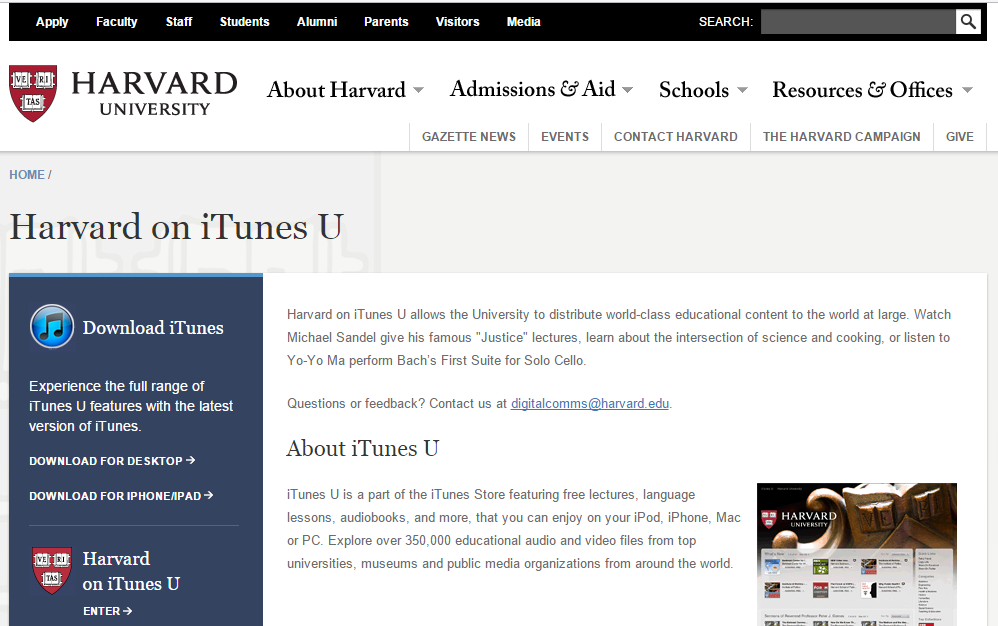 Apply Faculty Staff Students Alumni Parents Visitors Media SEARCH:
VE RI TAS HARVARD UNIVERSITY
About Harvard Admissions & Aid Schools Resources & Offices
GAZETTE NEWS EVENTS CONTACT HARVARD THE HARVARD CAMPAIGN GIVE
HOME /
Harvard on iTunes U
Download iTunes
Experience the full range of
iTunes U features with the latest
version of iTunes.
DOWNLOAD FOR DESKTOP →
DOWNLOAD FOR IPHONE/IPAD →
VE RI TAS
Harvard
on iTunes U
ENTER →
Harvard on iTunes U allows the University to distribute world-class educational content to the world at large. Watch
Michael Sandel give his famous "Justice" lectures, learn about the intersection of science and cooking, or listen to
Yo-Yo Ma perform Bach's First Suite for Solo Cello.
Questions or feedback? Contact us at digitalcomms@harvard.edu.
About iTunes U
iTunes U is a part of the iTunes Store featuring free lectures, language
lessons, audiobooks, and more, that you can enjoy on your iPod, iPhone, Mac
or PC. Explore over 350,000 educational audio and video files from top
universities, museums and public media organizations from around the world.
HARVARD
UNIVERSITY